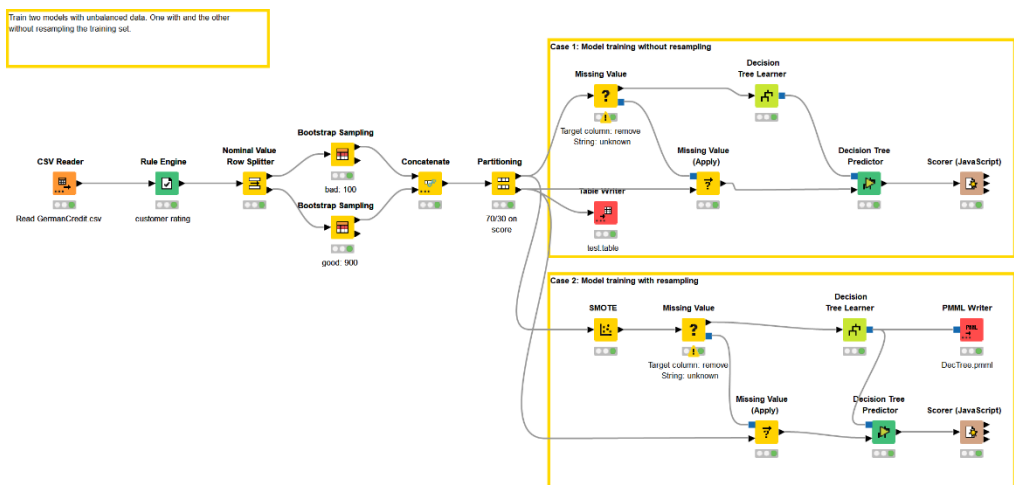 Train two models with unbalanced data. One with and the other
without resampling the training set.
Case 1: Model training without resampling
Missing Value
Decision
Tree Learner
Target column: remove
String: unknown
Bootstrap Sampling
CSV Reader
Rule Engine
Nominal Value
Row Splitter
Concatenate
Partitioning
Missing Value
(Apply)
Decision Tree
Predictor
Scorer (JavaScript)
bad: 100
Table Writer
Read GermanCredit csv
customer rating
Bootstrap Sampling
70/30 on
score
test.table
good: 900
Case 2: Model training with resampling
SMOTE
Missing Value
Decision
Tree Learner
PMML Writer
PML
Target column: remove
String: unknown
DecTree.pmml
Missing Value
(Apply)
Decision Tree
Predictor
Scorer (JavaScript)